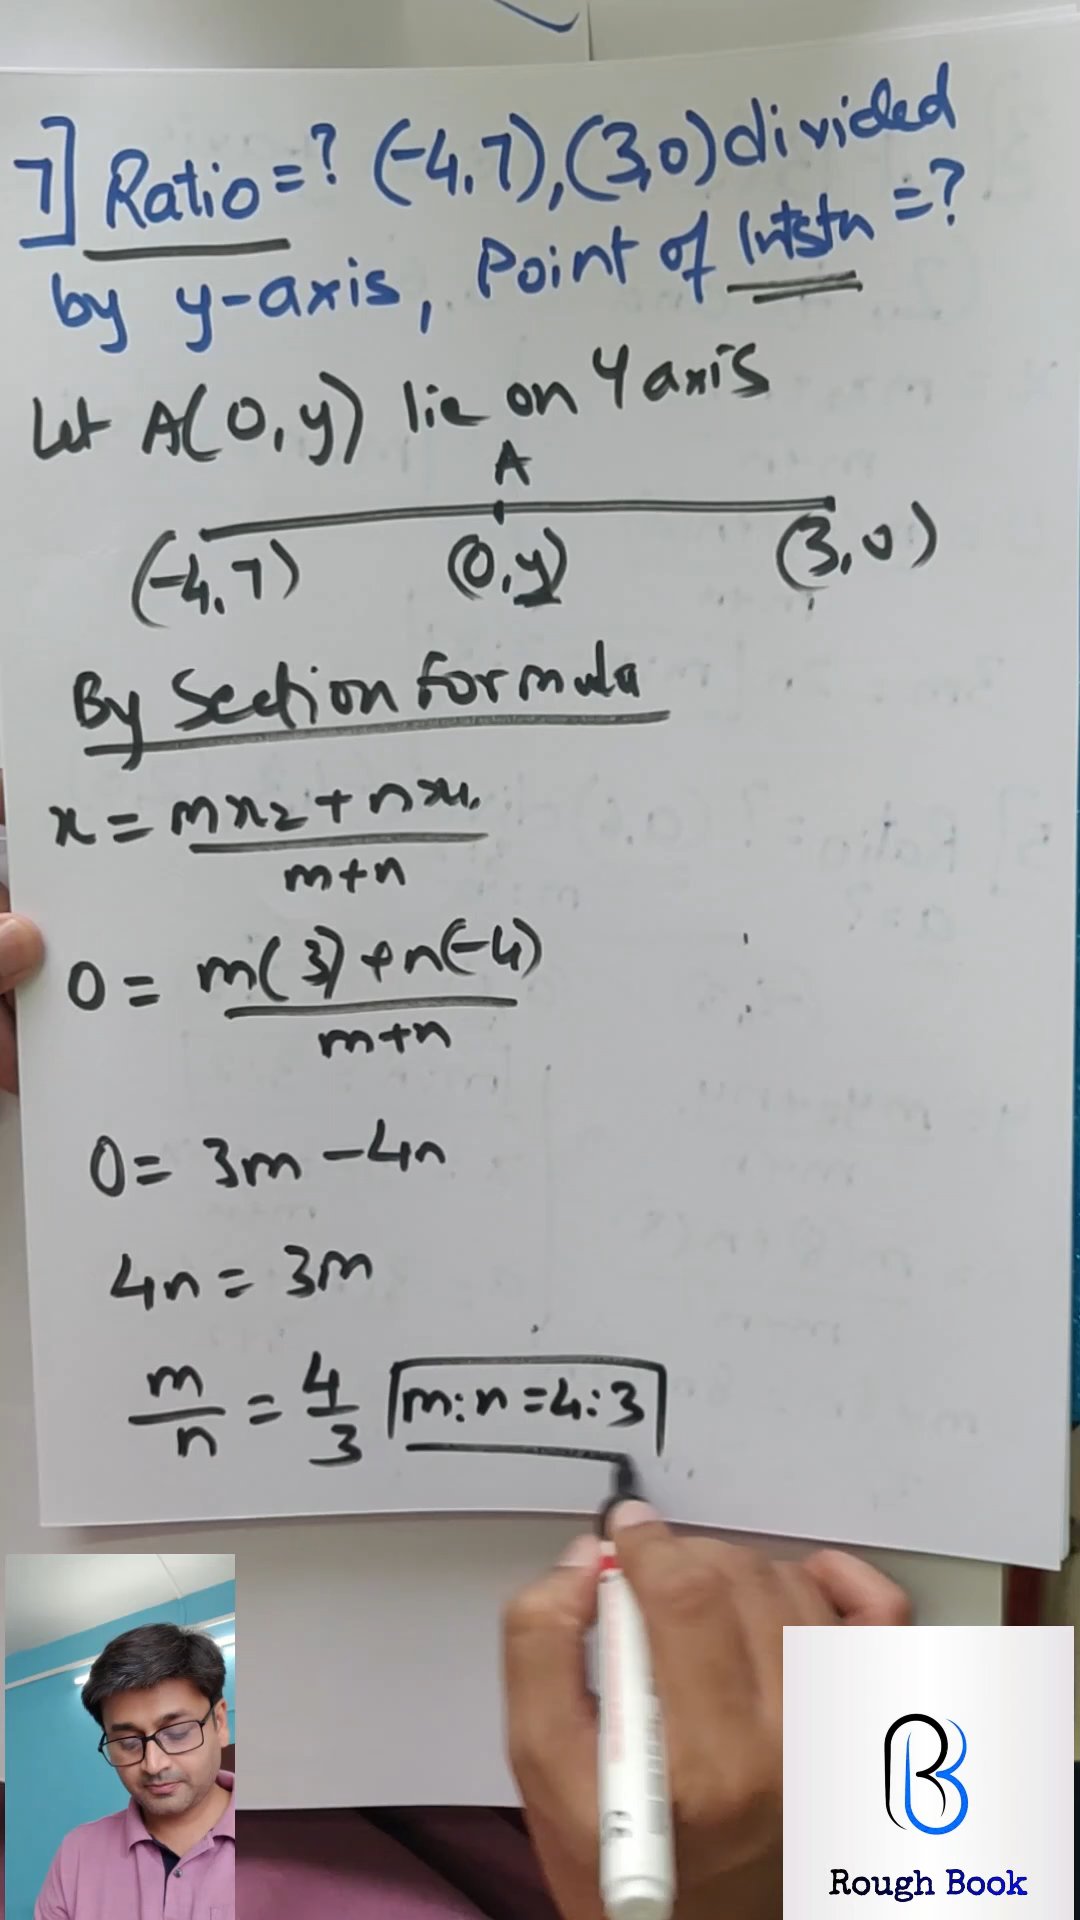 7] Ratio=? (-4,7),(3,0) divided
by y-axis, Point of Intstn =?
Let A(0,y) lie on Y axis
A
(-4,7) (0,y) (3,0)
By Section formula
x = mx2 + nx1
m+n
0 = m(3)+n(-4)
m+n
0 = 3m - 4n
4n = 3m
m/n = 4/3 m:n=4:3
B
Rough Book